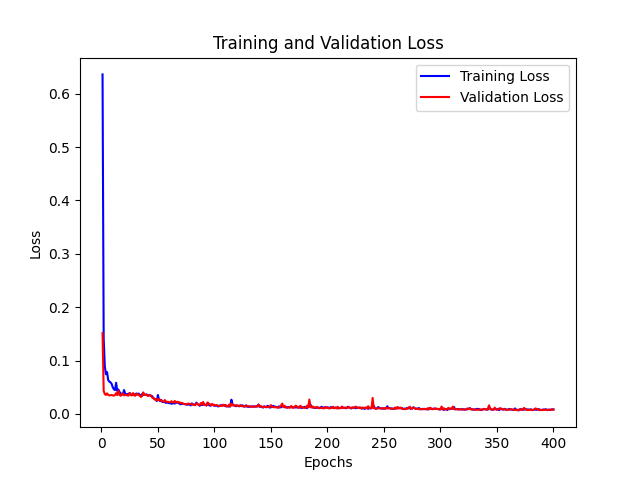 Training and Validation Loss
Training Loss
Validation Loss
0.6
0.5
0.4
0.3
0.2
0.1
0.0
Loss
0 50 100 150 200 250 300 350 400
Epochs